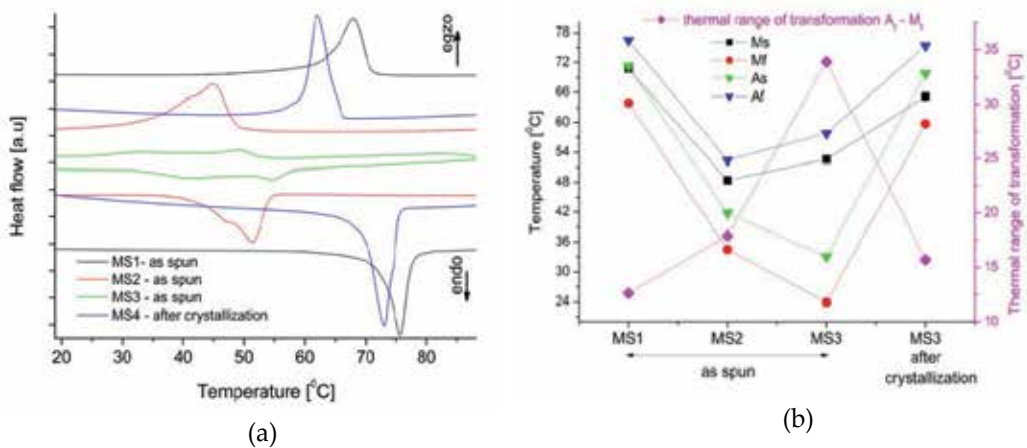 exo
Heat flow [a.u]
MS1- as spun
MS2 - as spun
MS3 - as spun
MS4 - after crystallization
endo
20 30 40 50 60 70 80
Temperature [⁰C]
(a)
thermal range of transformation Af - Mf
Ms
Mf
As
Af
78
72
66
60
54
48
42
36
30
24
Temperature [⁰C]
35
30
25
20
15
10
Thermal range of transformation [⁰C]
MS1 MS2 MS3 MS3
as spun
after
crystallization
(b)